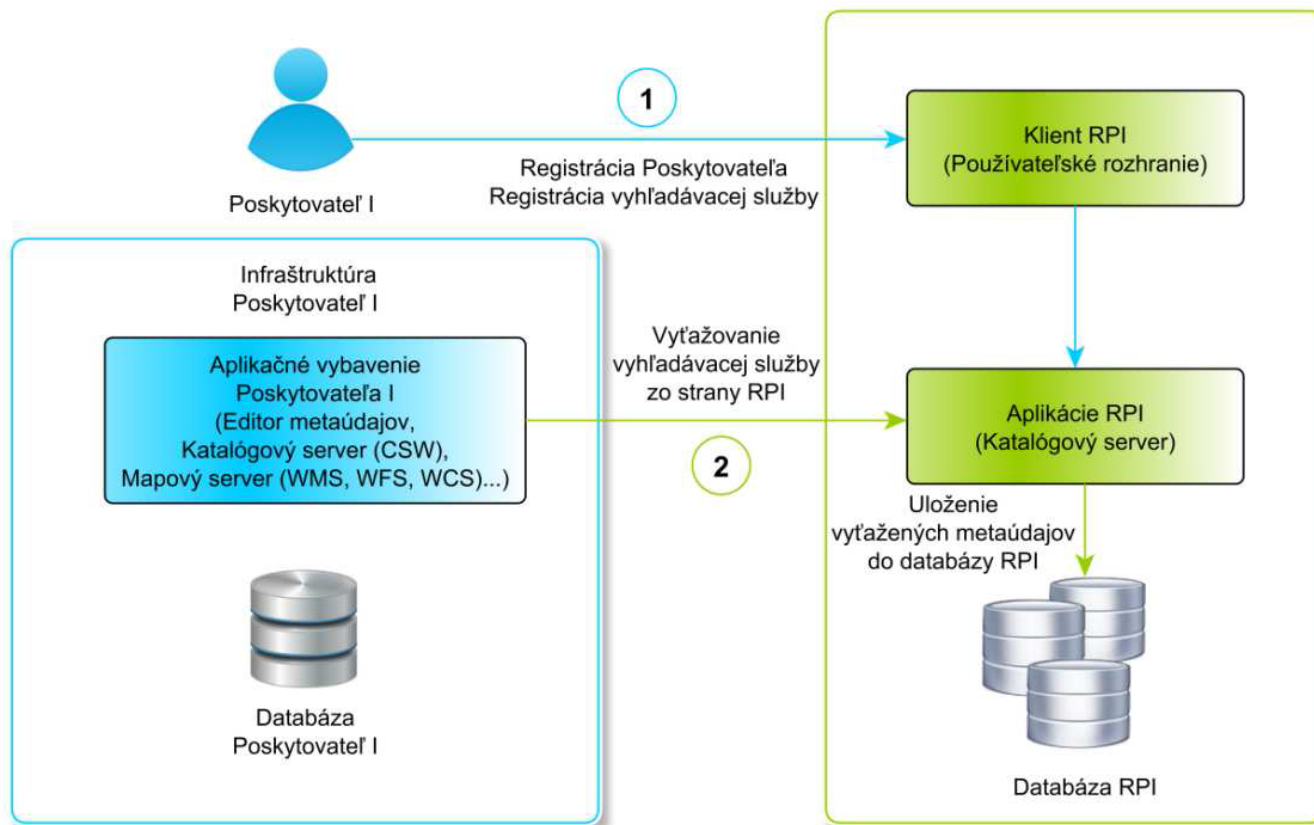 1
Registrácia Poskytovateľa
Registrácia vyhľadávacej služby
Poskytovateľ I
Klient RPI
(Používateľské rozhranie)
Infraštruktúra
Poskytovateľ I
Aplikačné vybavenie
Poskytovateľa I
(Editor metaúdajov,
Katalógový server (CSW),
Mapový server (WMS, WFS, WCS)...)
Vyťažovanie
vyhľadávacej služby
zo strany RPI
2
Aplikácie RPI
(Katalógový server)
Uloženie
vyťažených metaúdajov
do databázy RPI
Databáza
Poskytovateľ I
Databáza RPI